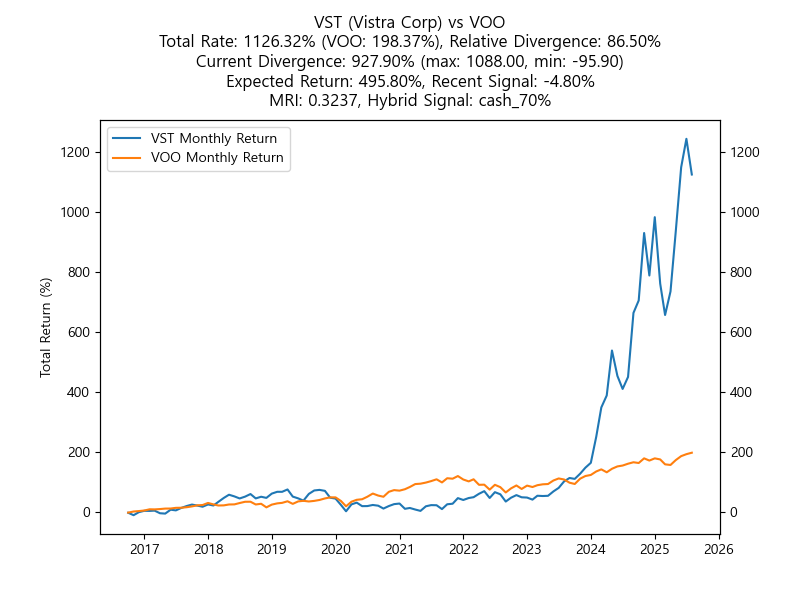 VST (Vistra Corp) vs VOO
Total Rate: 1126.32% (VOO: 198.37%), Relative Divergence: 86.50%
Current Divergence: 927.90% (max: 1088.00, min: -95.90)
Expected Return: 495.80%, Recent Signal: -4.80%
MRI: 0.3237, Hybrid Signal: cash_70%
VST Monthly Return
VOO Monthly Return
Total Return (%)
1200 1200
1000 1000
800 800
600 600
400 400
200 200
0 0
2017 2018 2019 2020 2021 2022 2023 2024 2025 2026